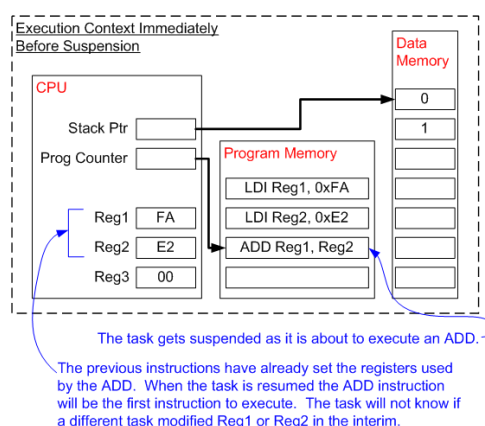 Execution Context Immediately
Before Suspension
Data
Memory
CPU
0
Stack Ptr
1
Prog Counter
Program Memory
LDI Reg1, 0xFA
Reg1 FA
LDI Reg2, 0xE2
Reg2 E2
ADD Reg1, Reg2
Reg3 00
The task gets suspended as it is about to execute an ADD.
The previous instructions have already set the registers used
by the ADD. When the task is resumed the ADD instruction
will be the first instruction to execute. The task will not know if
a different task modified Reg1 or Reg2 in the interim.